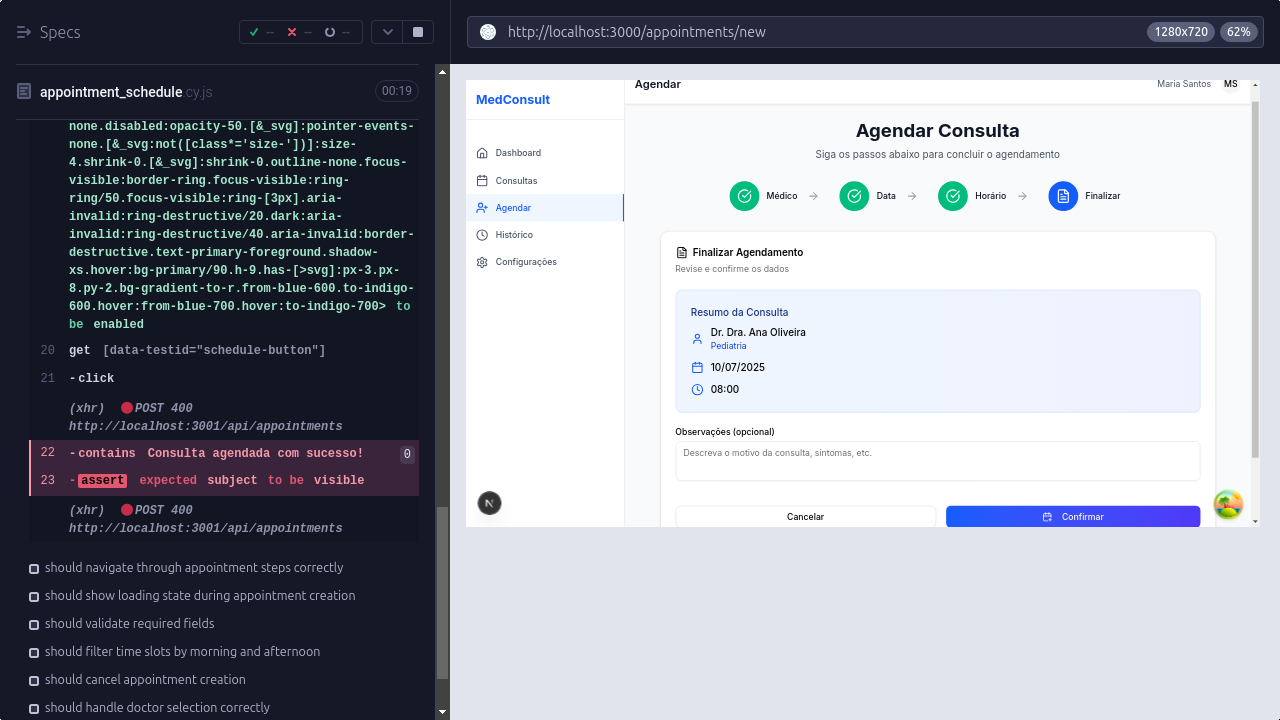 Specs
--
--
--
http://localhost:3000/appointments/new
1280x720
62%
appointment_schedule.cy.js
00:19
none.disabled:opacity-50.[&_svg]:pointer-events-
none.[&_svg:not([class*='size-'])]:size-
4.shrink-0.[&_svg]:shrink-0.outline-none.focus-
visible:border-ring.focus-visible:ring-
ring/50.focus-visible:ring-[3px].aria-
invalid:ring-destructive/20.dark:aria-
invalid:ring-destructive/40.aria-invalid:border-
destructive.text-primary-foreground.shadow-
xs.hover:bg-primary/90.h-9.has-[>svg]:px-3.px-
8.py-2.bg-gradient-to-r.from-blue-600.to-indigo-
600.hover:from-blue-700.hover:to-indigo-700> to
be enabled
20 get [data-testid="schedule-button"]
21 -click
(xhr) POST 400
http://localhost:3001/api/appointments
22 -contains Consulta agendada com sucesso! 0
23 -assert expected subject to be visible
(xhr) POST 400
http://localhost:3001/api/appointments
should navigate through appointment steps correctly
should show loading state during appointment creation
should validate required fields
should filter time slots by morning and afternoon
should cancel appointment creation
should handle doctor selection correctly
MedConsult
Dashboard
Consultas
Agendar
Histórico
Configurações
N
Agendar
Maria Santos
MS
Agendar Consulta
Siga os passos abaixo para concluir o agendamento
Médico
Data
Horário
Finalizar
Finalizar Agendamento
Revise e confirme os dados
Resumo da Consulta
Dr. Dra. Ana Oliveira
Pediatria
10/07/2025
08:00
Observações (opcional)
Descreva o motivo da consulta, sintomas, etc.
Cancelar
Confirmar